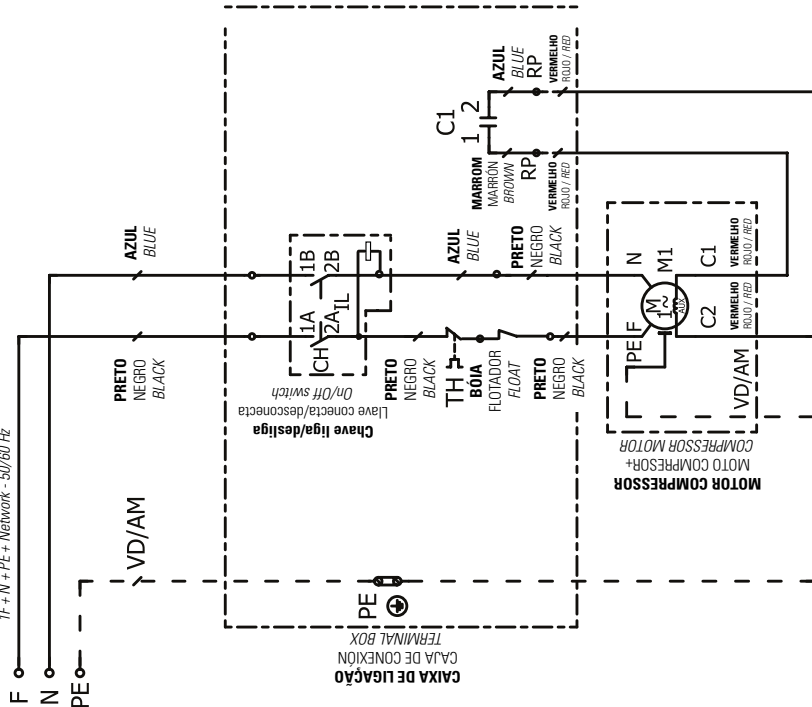 1F + N + PE + Network - 50/60 Hz
F
N
PE
PRETO
NEGRO
BLACK
AZUL
BLUE
VD/AM
CAIXA DE LIGAÇÃO
CAJA DE CONEXIÓN
TERMINAL BOX
PE
Chave liga/desliga
Llave conecta/desconecta
On/Off switch
CH
1A
2A
IL
1B
2B
PRETO
NEGRO
BLACK
AZUL
BLUE
TH
BÓIA
FLOTADOR
FLOAT
PRETO
NEGRO
BLACK
PRETO
NEGRO
BLACK
C1
1
2
MARROM
MARRÓN
BROWN
RP
AZUL
BLUE
RP
VERMELHO
ROJO / RED
VERMELHO
ROJO / RED
MOTOR COMPRESSOR
MOTO COMPRESOR+
COMPRESSOR MOTOR
PE
F
N
M
1~
AUX
M1
C2
C1
VERMELHO
ROJO / RED
VERMELHO
ROJO / RED
VD/AM